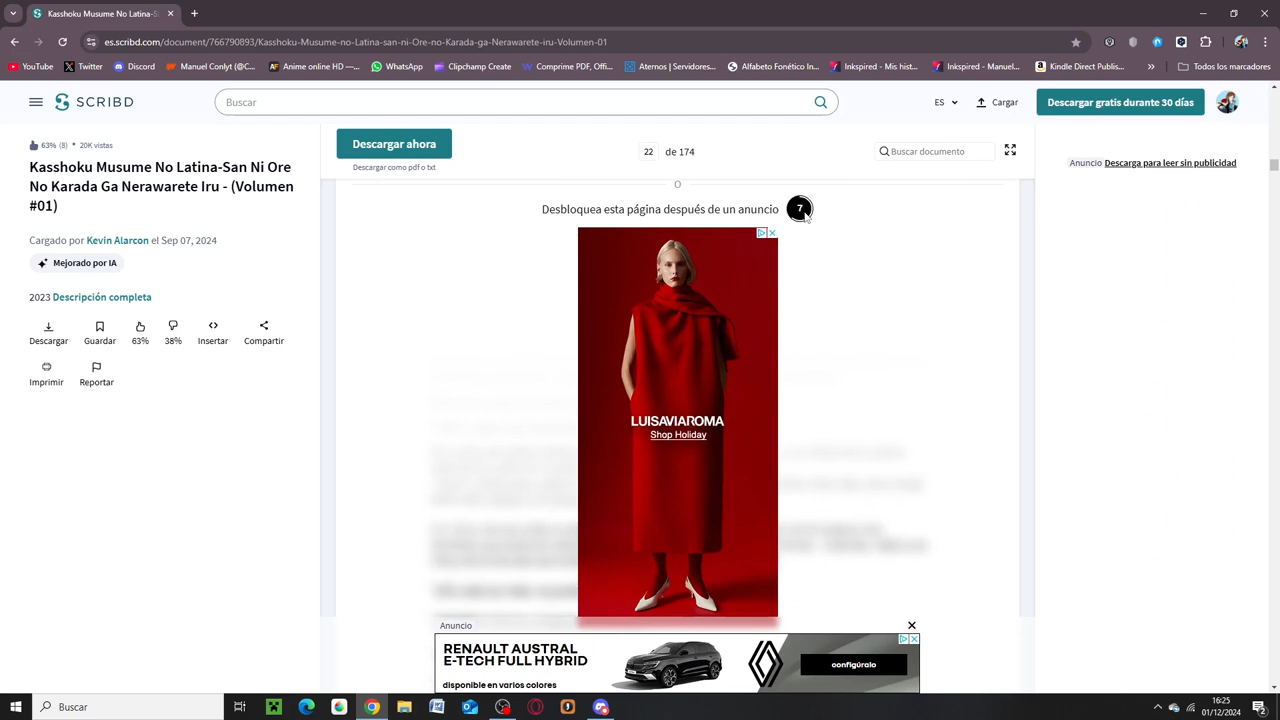 Kasshoku Musume No Latina-S
es.scribd.com/document/766790893/Kasshoku-Musume-no-Latina-san-ni-Ore-no-Karada-ga-Nerawarete-iru-Volumen-01
YouTube Twitter Discord Manuel Conlyt (@C... Anime online HD —... WhatsApp Clipchamp Create Comprime PDF, Offi... Aternos | Servidores... Alfabeto Fonético I... Inkspired - Mis hist... Inkspired - Manuel... Kindle Direct Publis... Todos los marcadores
SCRIBD
Buscar
ES
Cargar
Descargar gratis durante 30 días
63% (8) • 20K vistas
Kasshoku Musume No Latina-San Ni Ore
No Karada Ga Nerawarete Iru - (Volumen
#01)
Cargado por Kevin Alarcon el Sep 07, 2024
Mejorado por IA
2023 Descripción completa
Descargar Guardar 63% 38% Insertar Compartir
Imprimir Reportar
Descargar ahora
Descargar como pdf o txt
22 de 174
Buscar documento
O
Desbloquea esta página después de un anuncio 7
LUISAVIAROMA
Shop Holiday
Anuncio Descarga para leer sin publicidad
Anuncio
RENAULT AUSTRAL
E-TECH FULL HYBRID
disponible en varios colores
configúralo
Buscar
16:25
01/12/2024